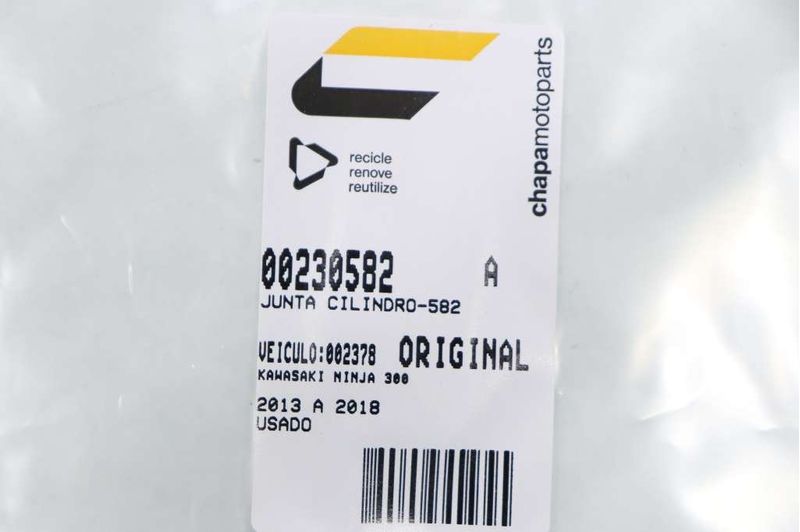 chapamotoparts
recicle
renove
reutilize
00230582 A
JUNTA CILINDRO-582
VEICULO:002378 ORIGINAL
KAWASAKI NINJA 300
2013 A 2018
USADO